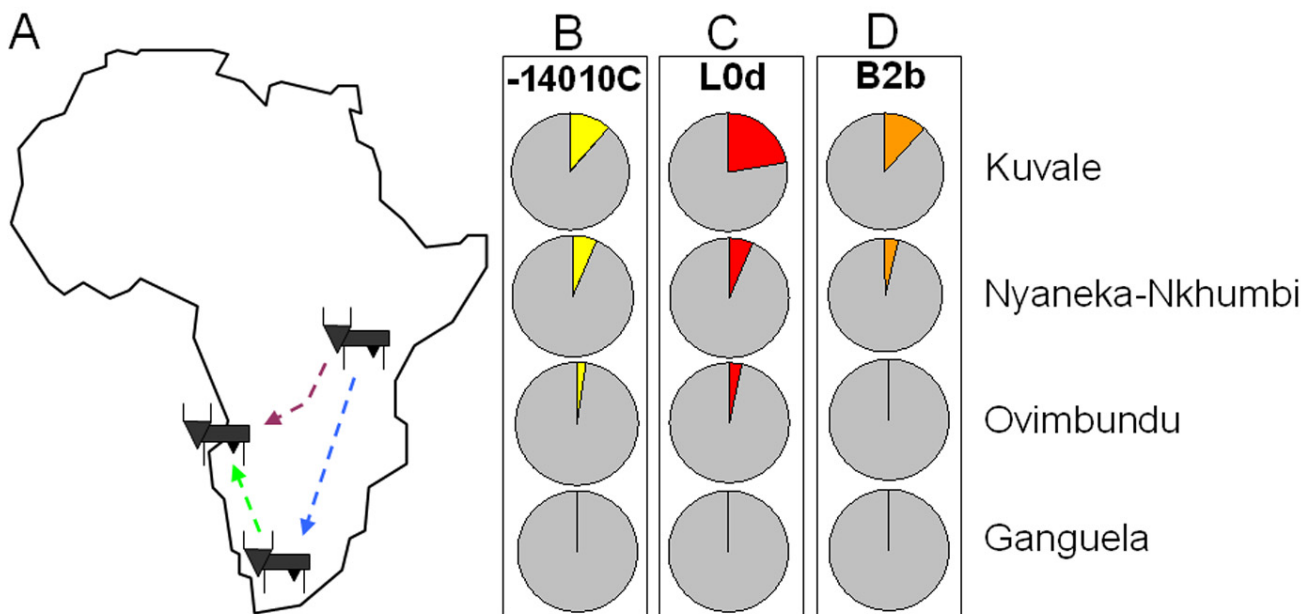 A
B
C
D
-14010C
L0d
B2b
Kuvale
Nyaneka-Nkhumbi
Ovimbundu
Ganguela